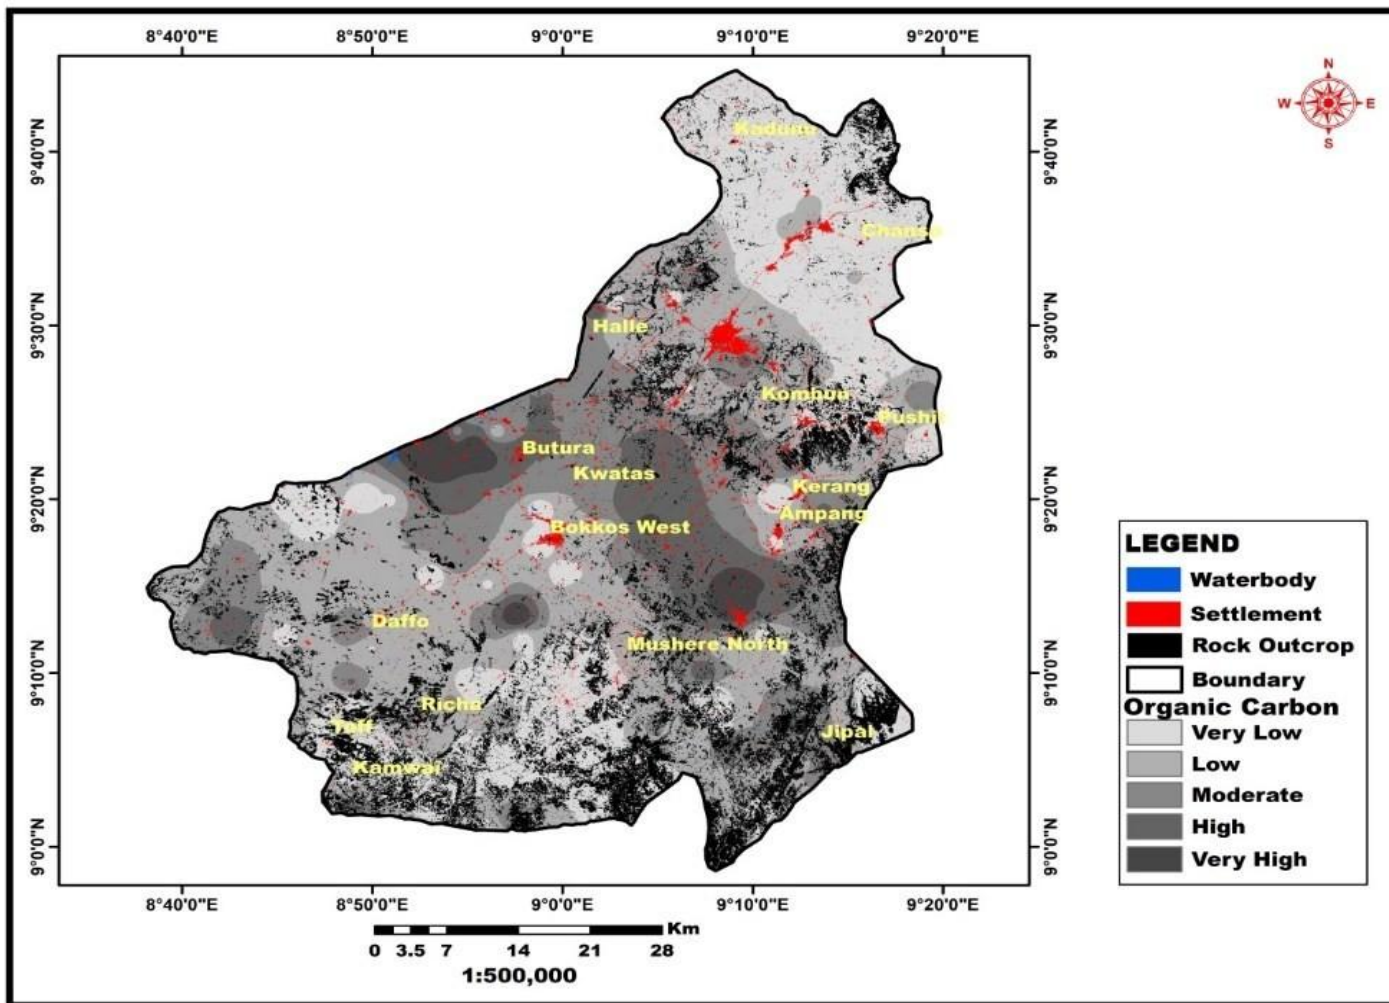 8°40'0"E 8°50'0"E 9°0'0"E 9°10'0"E 9°20'0"E
N
W E
S
9°40'0"N 9°40'0"N
9°30'0"N 9°30'0"N
9°20'0"N 9°20'0"N
9°10'0"N 9°10'0"N
9°0'0"N 9°0'0"N
Kadunu
Chansa
Halle
Kombun
Pushit
Butura
Kwatas
Kerang
Ampang
Bokkos West
Daffo
Mushere North
Richa
Toff
Jipal
Kamwai
LEGEND
Waterbody
Settlement
Rock Outcrop
Boundary
Organic Carbon
Very Low
Low
Moderate
High
Very High
8°40'0"E 8°50'0"E 9°0'0"E 9°10'0"E 9°20'0"E
Km
0 3.5 7 14 21 28
1:500,000